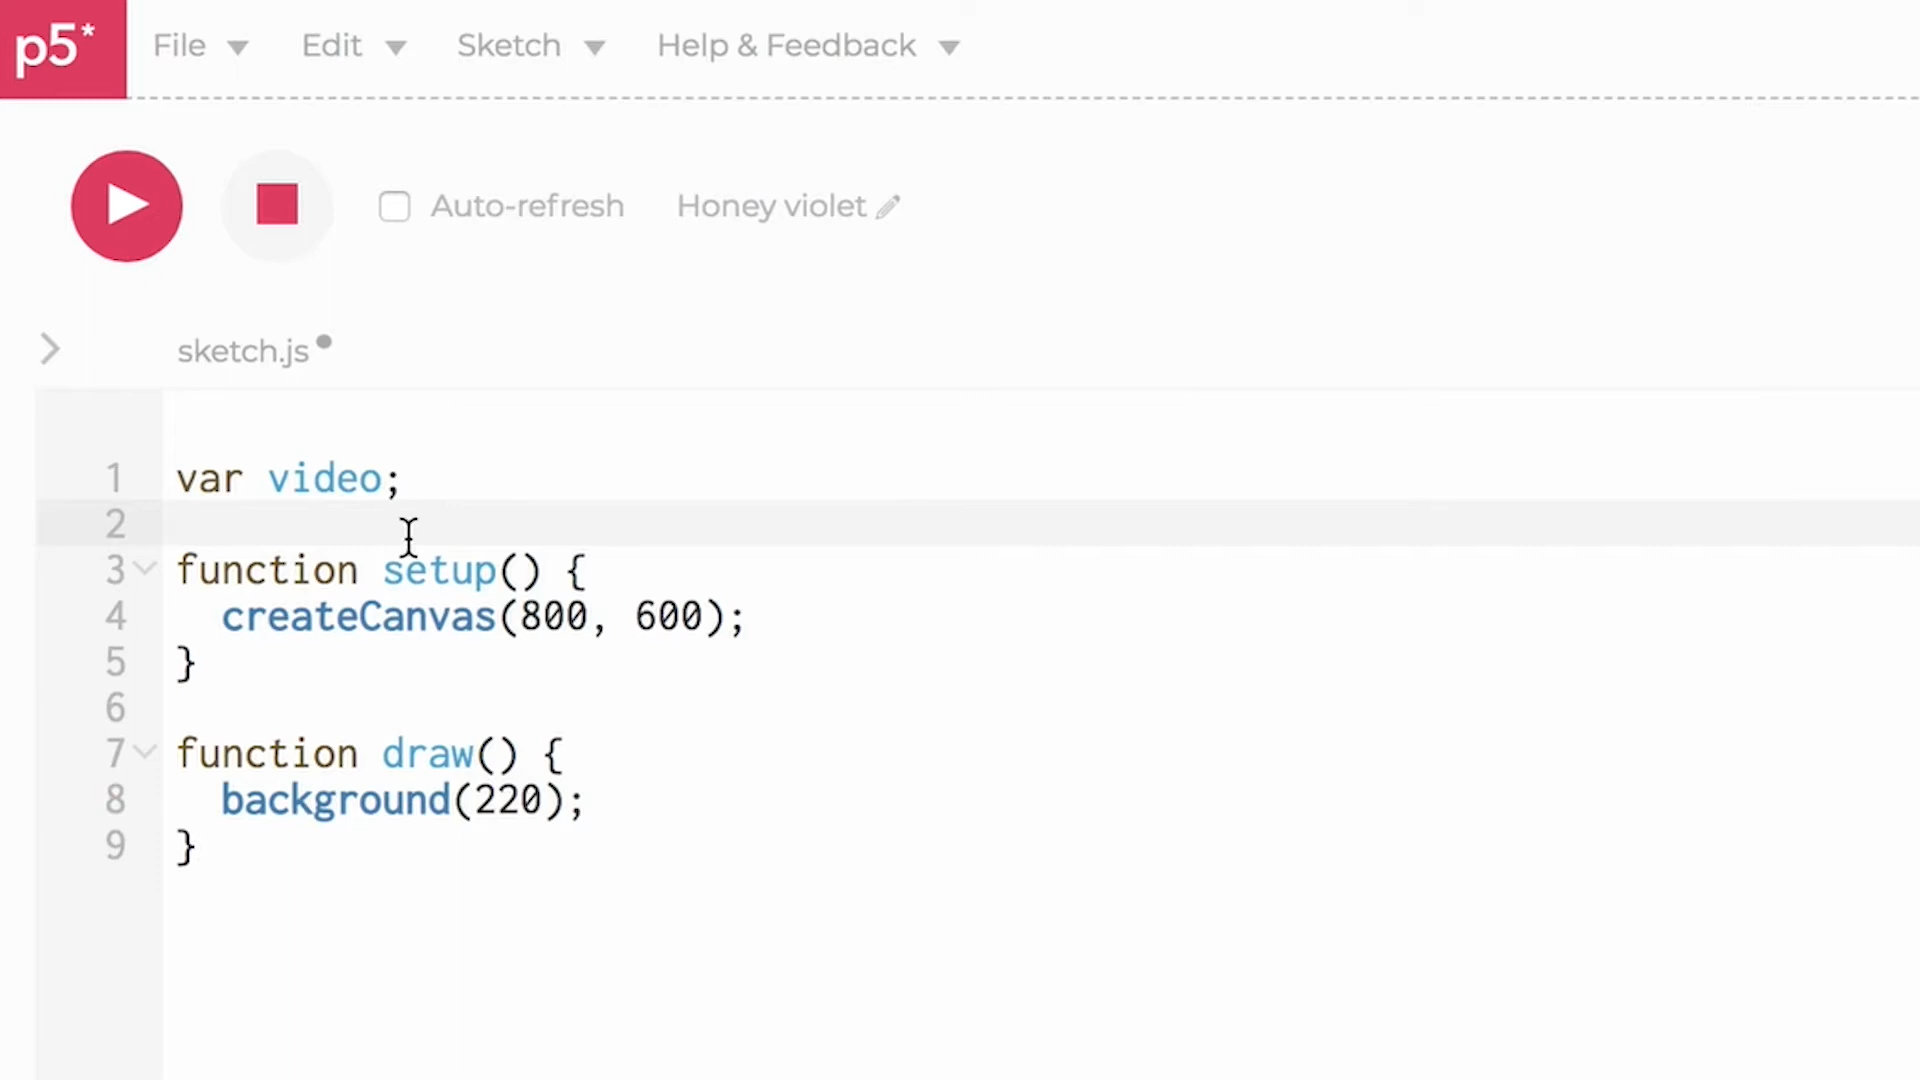 p5* File Edit Sketch Help & Feedback
Auto-refresh Honey violet
sketch.js
1 var video;
2
3 function setup() {
4   createCanvas(800, 600);
5 }
6
7 function draw() {
8   background(220);
9 }